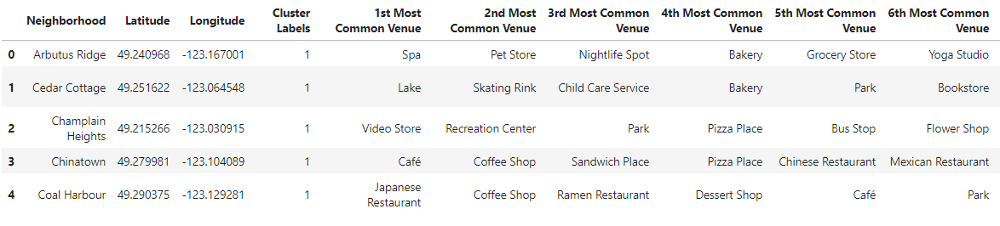 Neighborhood Latitude Longitude Cluster Labels 1st Most Common Venue 2nd Most Common Venue 3rd Most Common Venue 4th Most Common Venue 5th Most Common Venue 6th Most Common Venue
0 Arbutus Ridge 49.240968 -123.167001 1 Spa Pet Store Nightlife Spot Bakery Grocery Store Yoga Studio
1 Cedar Cottage 49.251622 -123.064548 1 Lake Skating Rink Child Care Service Bakery Park Bookstore
2 Champlain Heights 49.215266 -123.030915 1 Video Store Recreation Center Park Pizza Place Bus Stop Flower Shop
3 Chinatown 49.279981 -123.104089 1 Café Coffee Shop Sandwich Place Pizza Place Chinese Restaurant Mexican Restaurant
4 Coal Harbour 49.290375 -123.129281 1 Japanese Restaurant Coffee Shop Ramen Restaurant Dessert Shop Café Park